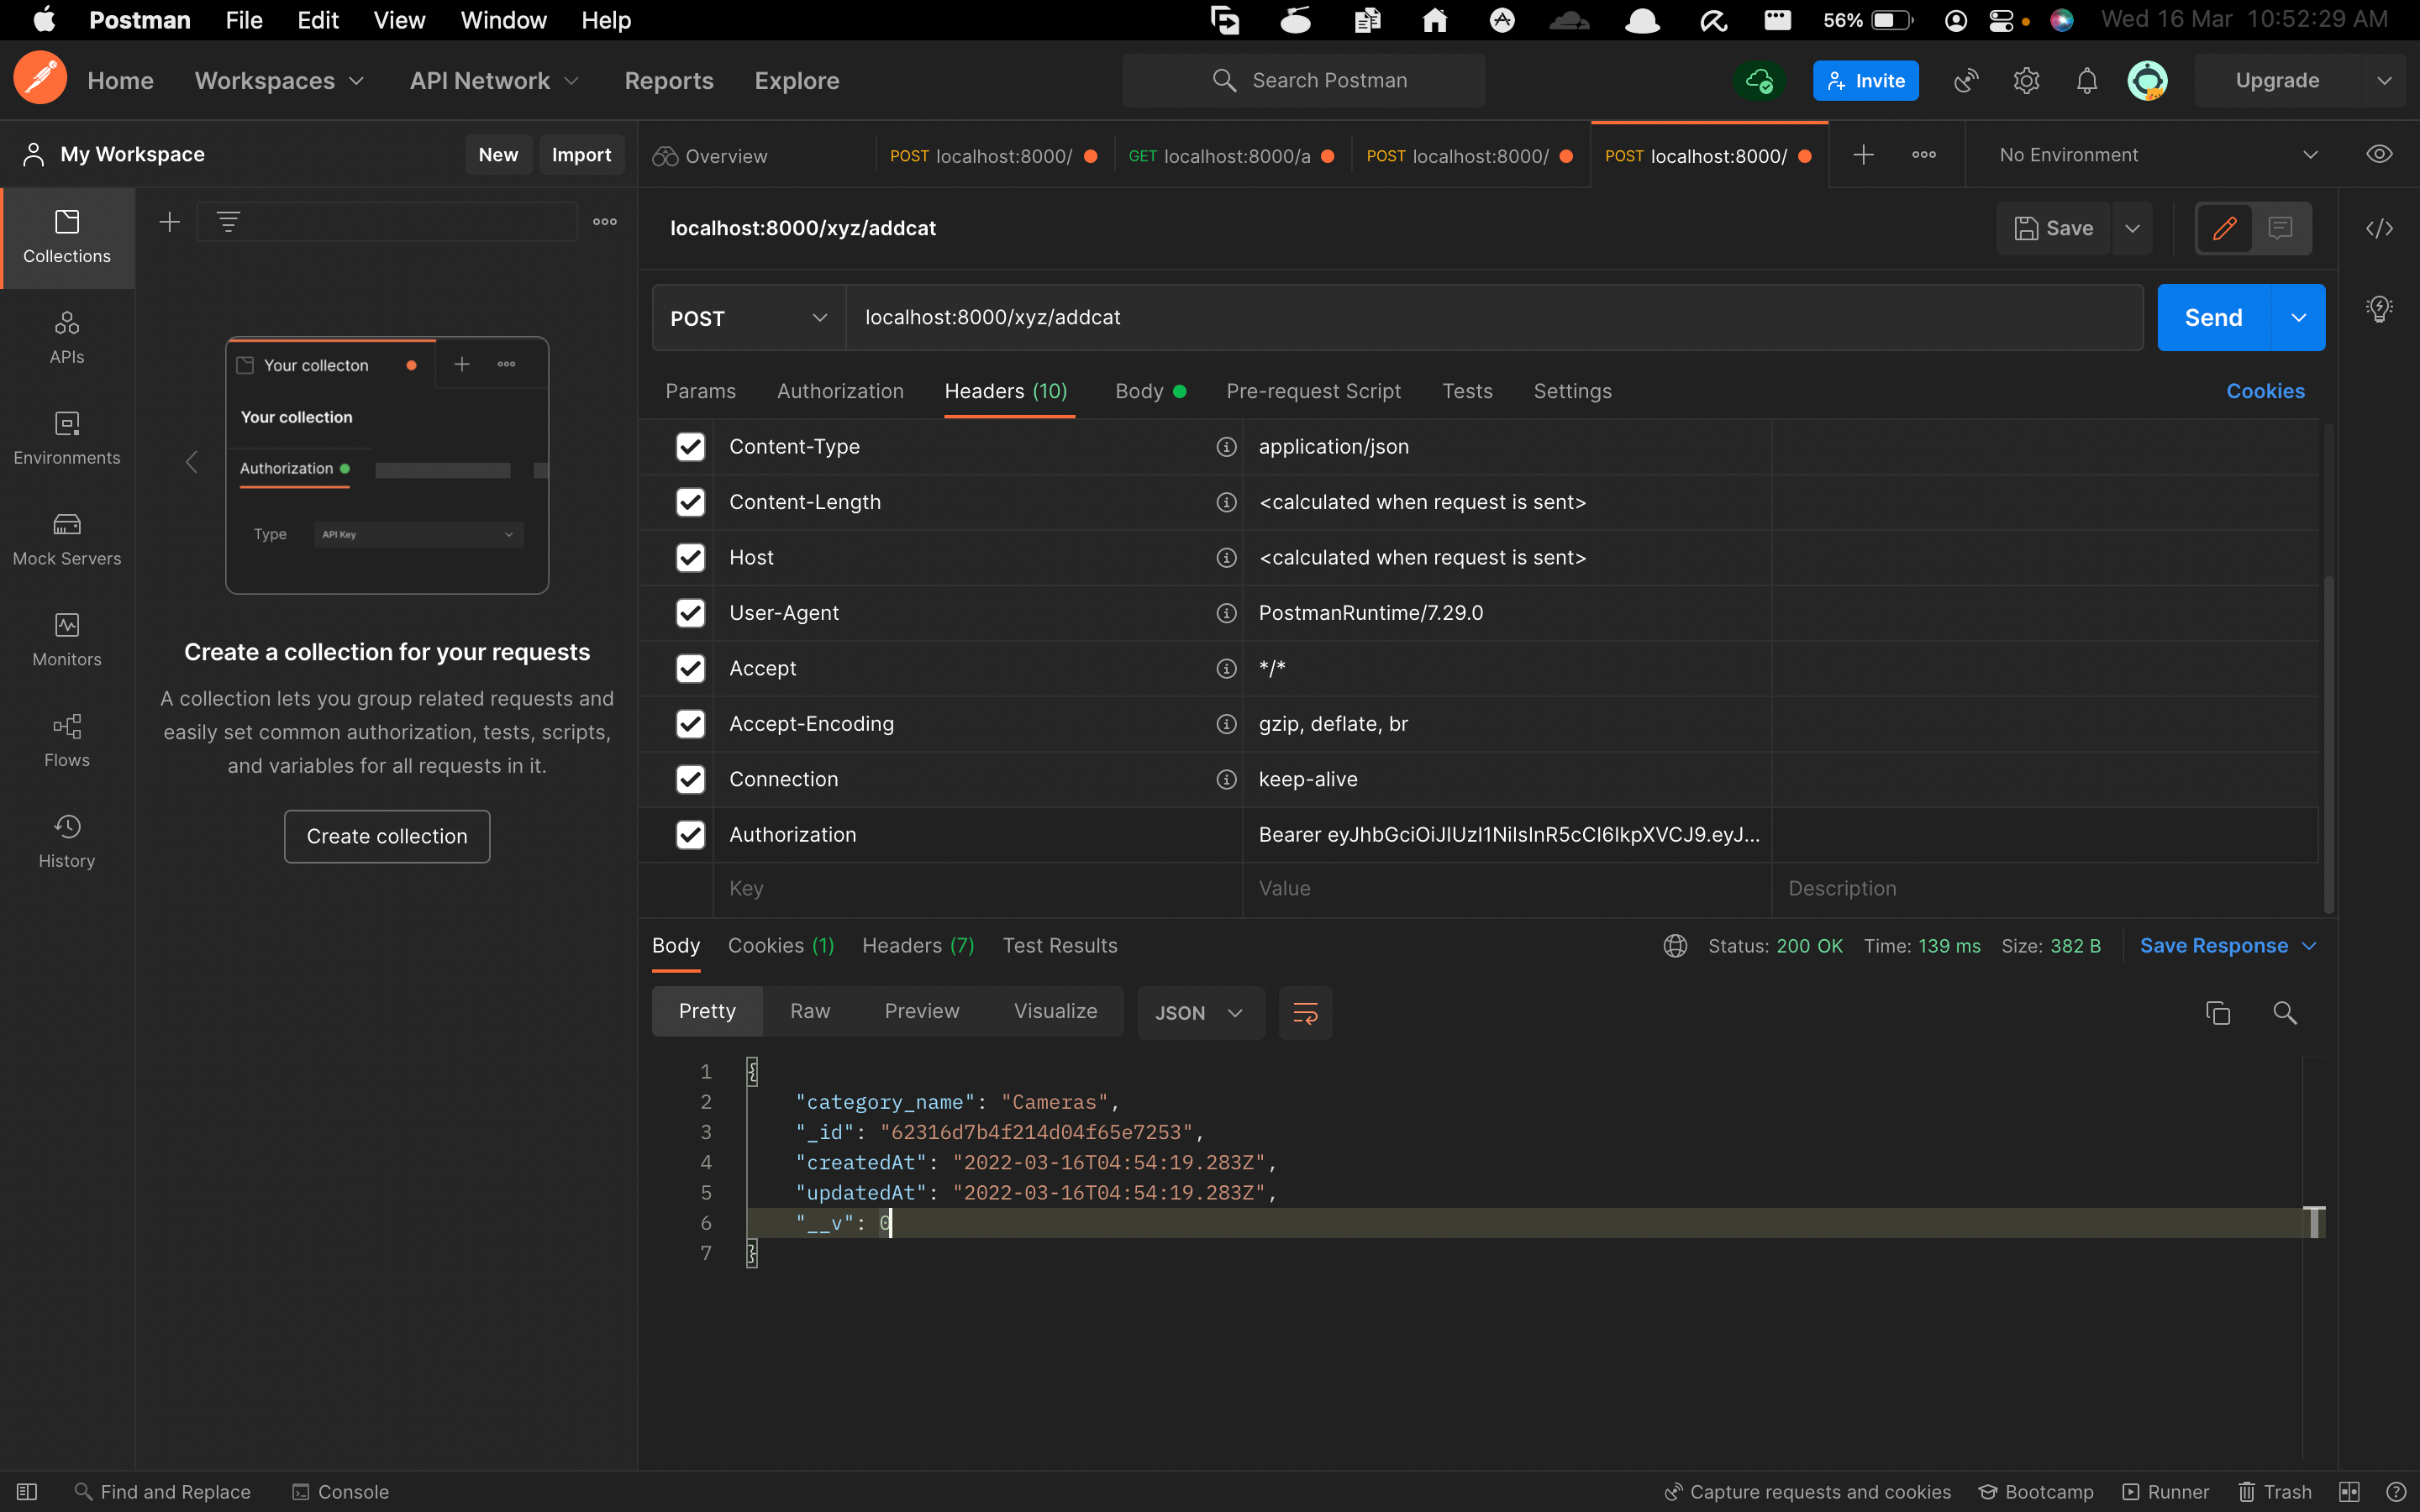 Postman File Edit View Window Help 56% Wed 16 Mar 10:52:29 AM
Home Workspaces API Network Reports Explore Search Postman Invite Upgrade
My Workspace New Import Overview POST localhost:8000/ GET localhost:8000/a POST localhost:8000/ POST localhost:8000/ No Environment
Collections
APIs
Environments
Mock Servers
Monitors
Flows
History
Your collecton
Your collection
Authorization
Type API Key
Create a collection for your requests
A collection lets you group related requests and
easily set common authorization, tests, scripts,
and variables for all requests in it.
Create collection
localhost:8000/xyz/addcat Save
POST localhost:8000/xyz/addcat Send
Params Authorization Headers (10) Body Pre-request Script Tests Settings Cookies
Content-Type application/json
Content-Length <calculated when request is sent>
Host <calculated when request is sent>
User-Agent PostmanRuntime/7.29.0
Accept */*
Accept-Encoding gzip, deflate, br
Connection keep-alive
Authorization Bearer eyJhbGciOiJIUzI1NiIsInR5cCI6IkpXVCJ9.eyJ...
Key Value Description
Body Cookies (1) Headers (7) Test Results Status: 200 OK Time: 139 ms Size: 382 B Save Response
Pretty Raw Preview Visualize JSON
1 {
2 "category_name": "Cameras",
3 "_id": "62316d7b4f214d04f65e7253",
4 "createdAt": "2022-03-16T04:54:19.283Z",
5 "updatedAt": "2022-03-16T04:54:19.283Z",
6 "__v": 0
7 }
Find and Replace Console Capture requests and cookies Bootcamp Runner Trash